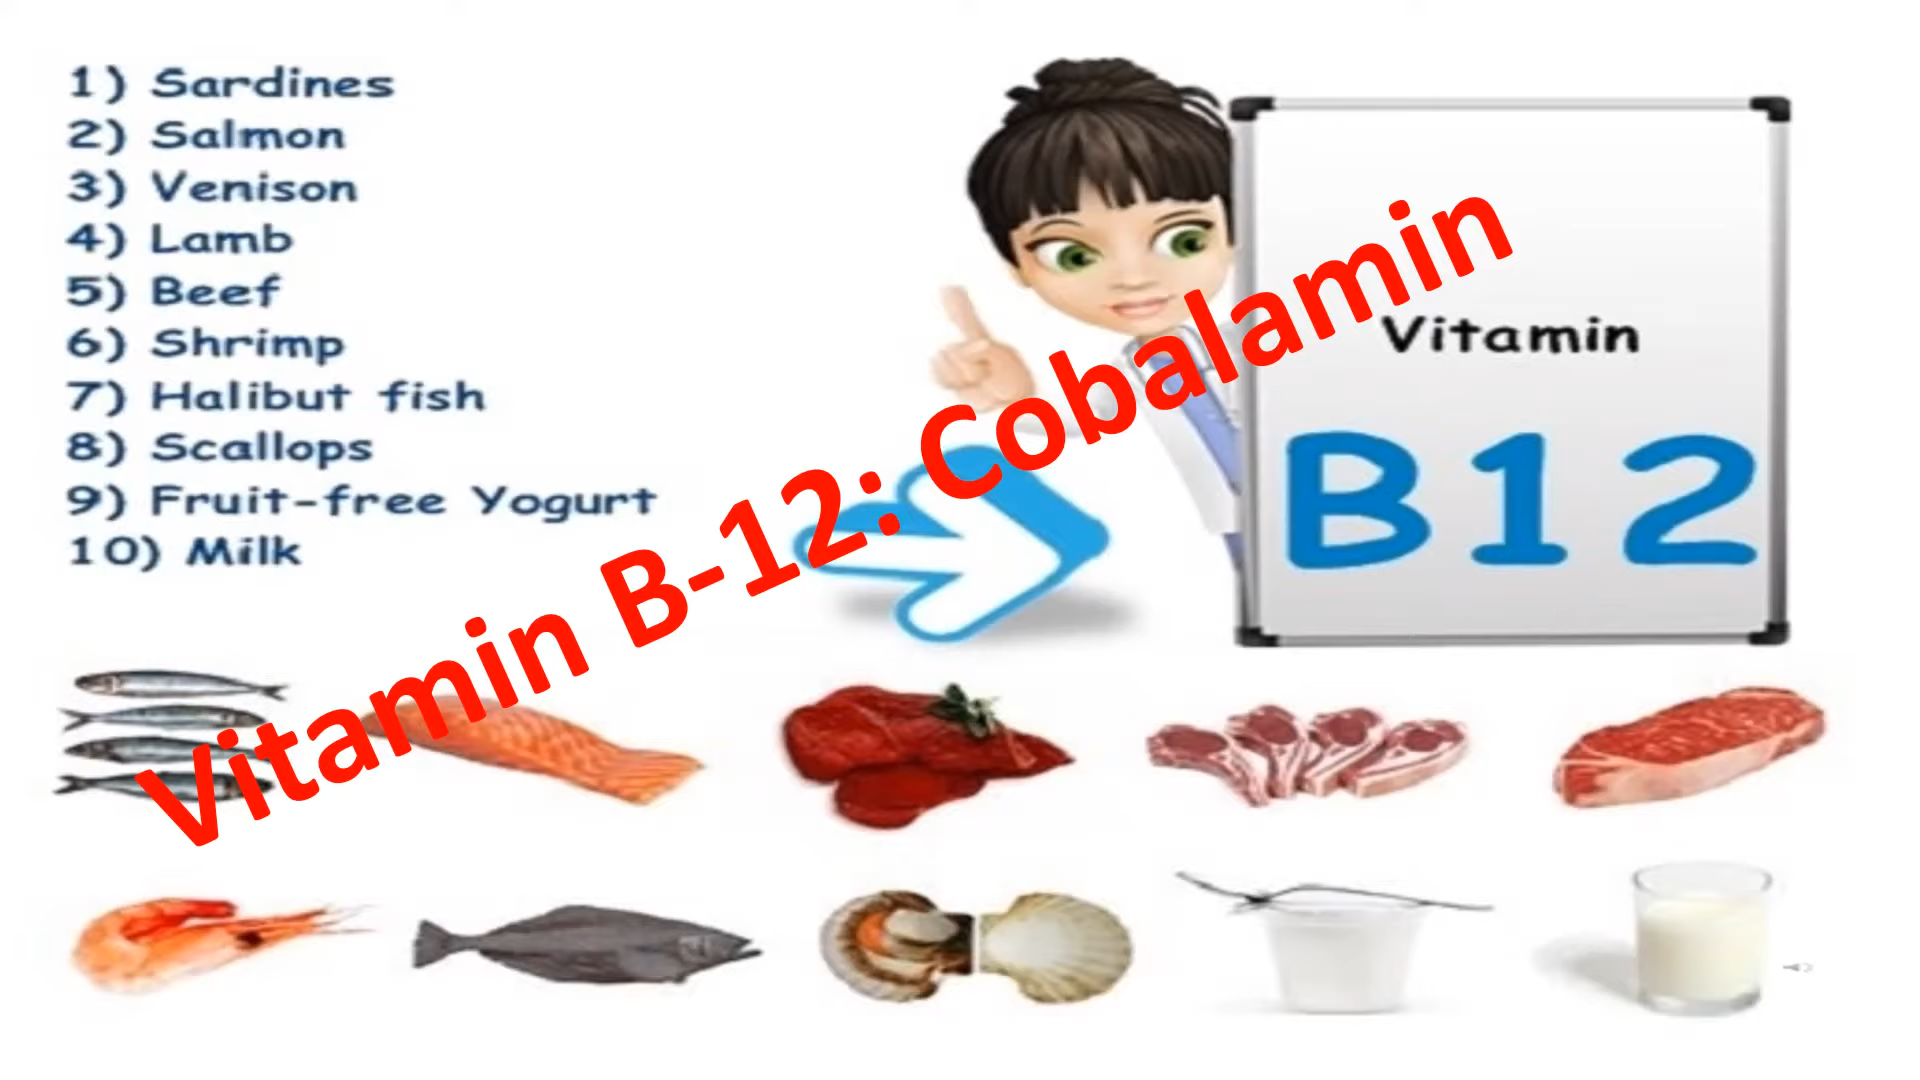 1) Sardines
2) Salmon
3) Venison
4) Lamb
5) Beef
6) Shrimp
7) Halibut fish
8) Scallops
9) Fruit-free Yogurt
10) Milk
Vitamin
B12
Vitamin B-12: Cobalamin